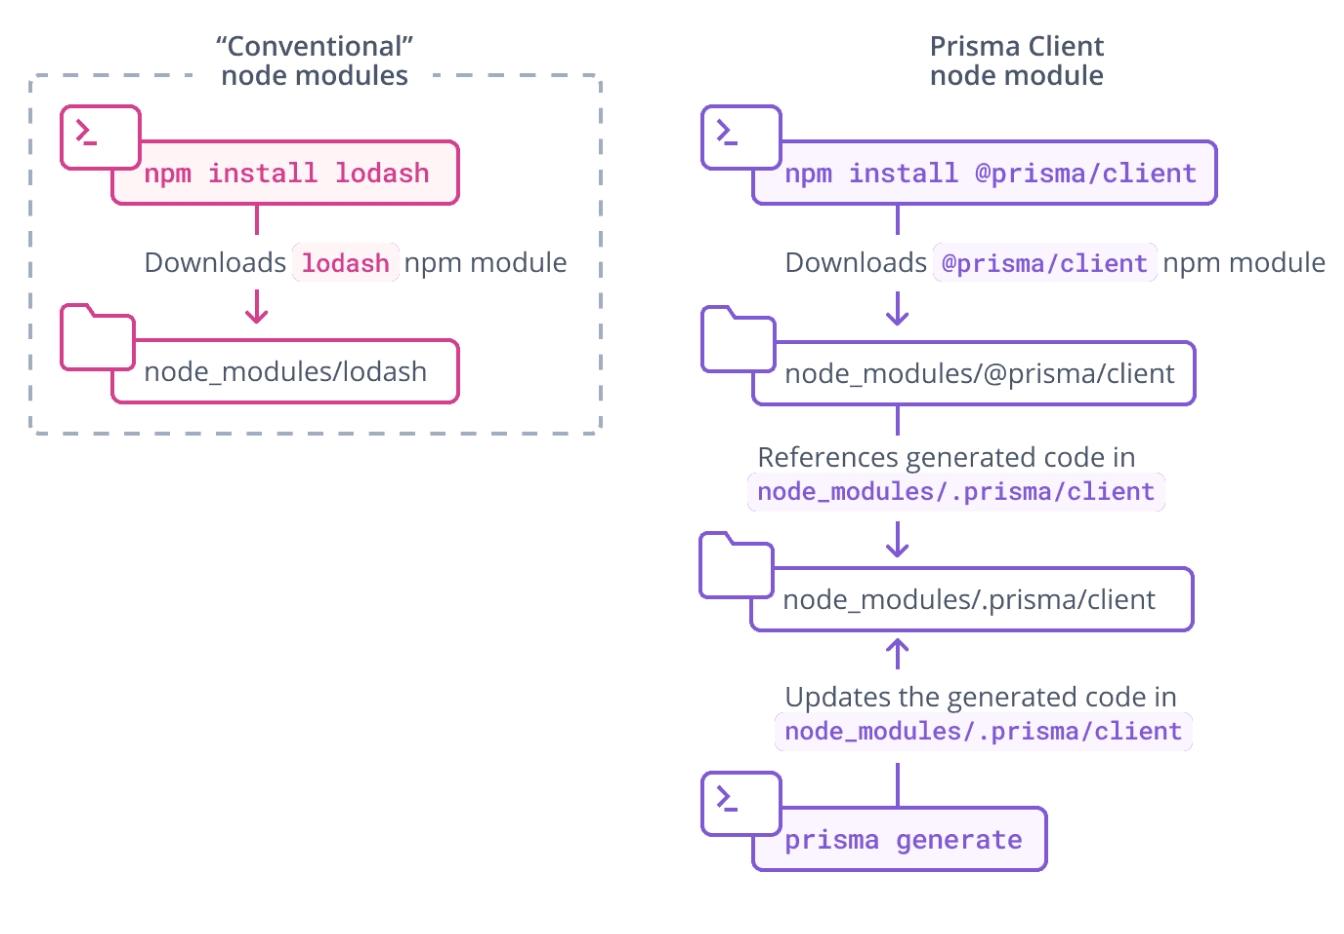 “Conventional”
node modules
npm install lodash
Downloads lodash npm module
node_modules/lodash
Prisma Client
node module
npm install @prisma/client
Downloads @prisma/client npm module
node_modules/@prisma/client
References generated code in
node_modules/.prisma/client
node_modules/.prisma/client
Updates the generated code in
node_modules/.prisma/client
prisma generate